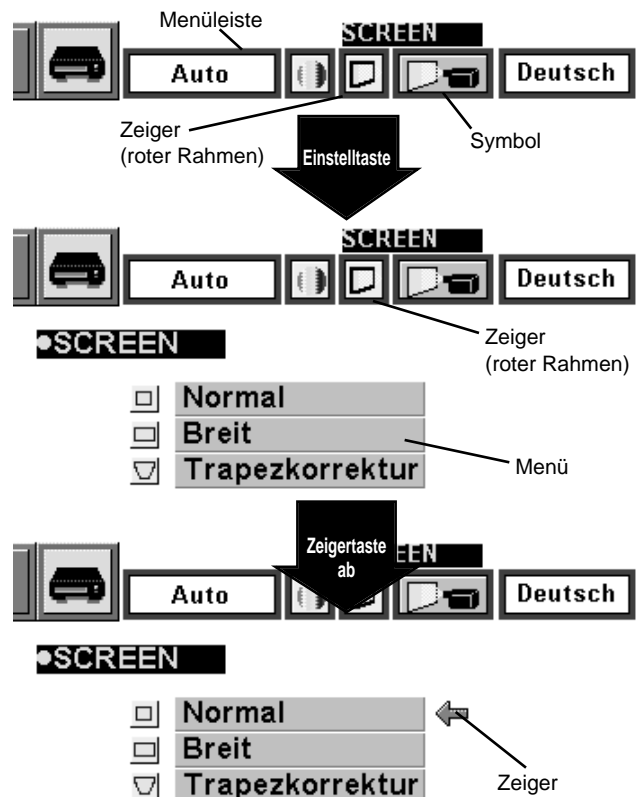 Menüleiste
SCREEN
Auto
Deutsch
Zeiger
(roter Rahmen)
Einstelltaste
Symbol
SCREEN
Auto
Deutsch
Zeiger
(roter Rahmen)
●SCREEN
Normal
Breit
Trapezkorrektur
Menü
Zeigertaste
ab
EEN
Auto
Deutsch
●SCREEN
Normal
Breit
Trapezkorrektur
Zeiger